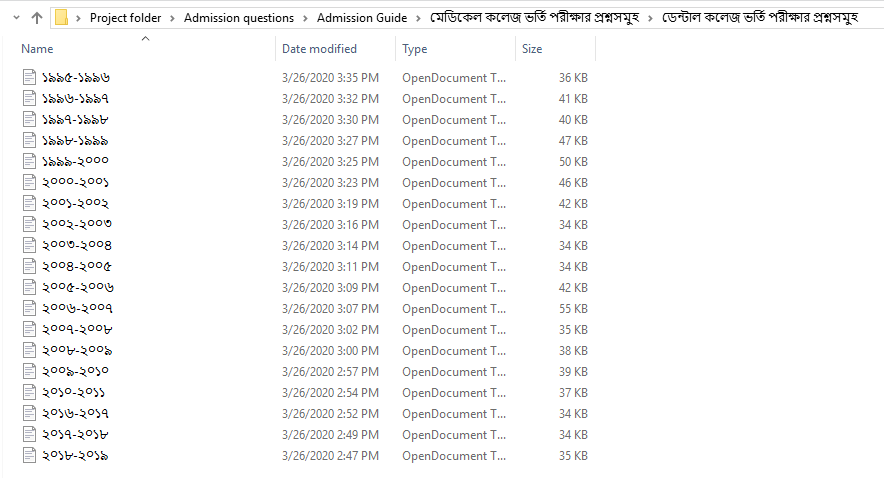 Project folder > Admission questions > Admission Guide > মেডিকেল কলেজ ভর্তি পরীক্ষার প্রশ্নসমুহ > ডেন্টাল কলেজ ভর্তি পরীক্ষার প্রশ্নসমুহ
Name Date modified Type Size
১৯৯৫-১৯৯৬ 3/26/2020 3:35 PM OpenDocument T... 36 KB
১৯৯৬-১৯৯৭ 3/26/2020 3:32 PM OpenDocument T... 41 KB
১৯৯৭-১৯৯৮ 3/26/2020 3:30 PM OpenDocument T... 40 KB
১৯৯৮-১৯৯৯ 3/26/2020 3:27 PM OpenDocument T... 47 KB
১৯৯৯-২০০০ 3/26/2020 3:25 PM OpenDocument T... 50 KB
২০০০-২০০১ 3/26/2020 3:23 PM OpenDocument T... 46 KB
২০০১-২০০২ 3/26/2020 3:19 PM OpenDocument T... 42 KB
২০০২-২০০৩ 3/26/2020 3:16 PM OpenDocument T... 34 KB
২০০৩-২০০৪ 3/26/2020 3:14 PM OpenDocument T... 34 KB
২০০৪-২০০৫ 3/26/2020 3:11 PM OpenDocument T... 34 KB
২০০৫-২০০৬ 3/26/2020 3:09 PM OpenDocument T... 42 KB
২০০৬-২০০৭ 3/26/2020 3:07 PM OpenDocument T... 55 KB
২০০৭-২০০৮ 3/26/2020 3:02 PM OpenDocument T... 35 KB
২০০৮-২০০৯ 3/26/2020 3:00 PM OpenDocument T... 38 KB
২০০৯-২০১০ 3/26/2020 2:57 PM OpenDocument T... 39 KB
২০১০-২০১১ 3/26/2020 2:54 PM OpenDocument T... 37 KB
২০১৬-২০১৭ 3/26/2020 2:52 PM OpenDocument T... 34 KB
২০১৭-২০১৮ 3/26/2020 2:49 PM OpenDocument T... 34 KB
২০১৮-২০১৯ 3/26/2020 2:47 PM OpenDocument T... 35 KB